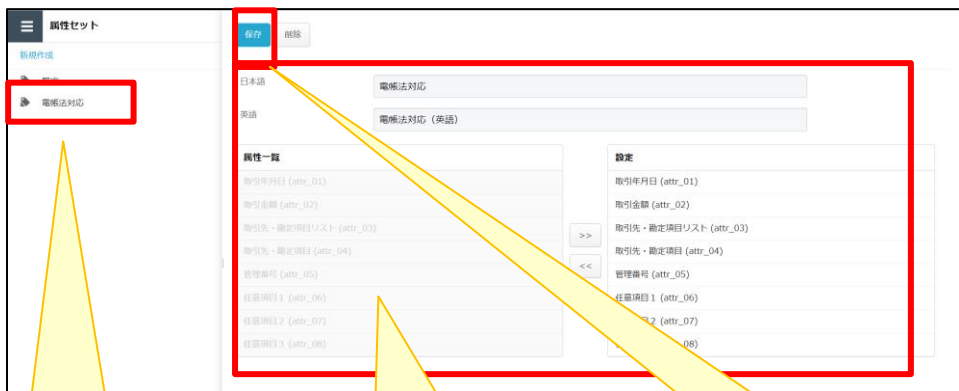 属性セット
保存 削除
新規作成
電帳法対応
日本語 電帳法対応
英語 電帳法対応(英語)
属性一覧 設定
取引年月日 (attr_01) 取引年月日 (attr_01)
取引金額 (attr_02) 取引金額 (attr_02)
取引先・勘定項目リスト (attr_03) 取引先・勘定項目リスト (attr_03)
>>
取引先・勘定項目 (attr_04) 取引先・勘定項目 (attr_04)
<<
管理番号 (attr_05) 管理番号 (attr_05)
任意項目1 (attr_06) 任意項目1 (attr_06)
任意項目2 (attr_07) 2 (attr_07)
任意項目3 (attr_08) 08)